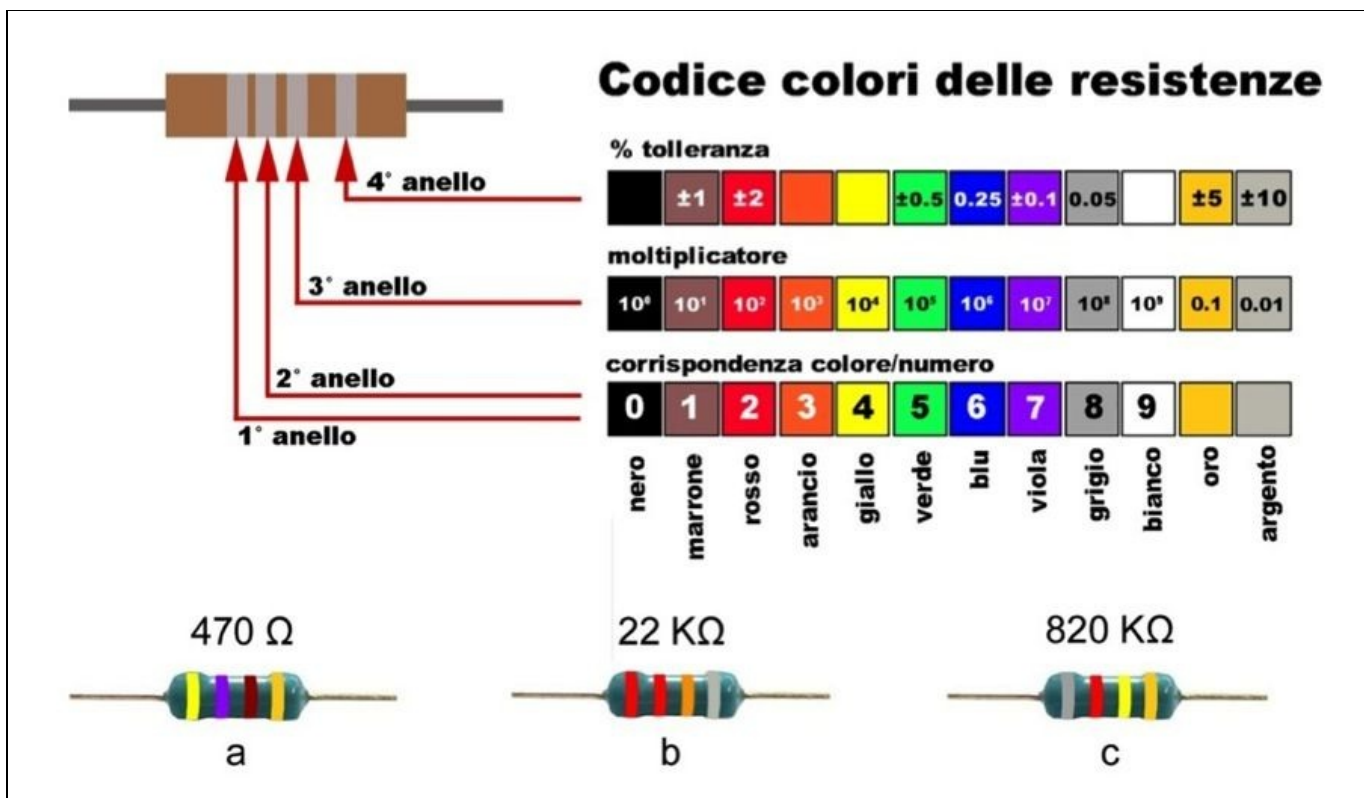 Codice colori delle resistenze
% tolleranza
4° anello
±1 ±2 ±0.5 0.25 ±0.1 0.05 ±5 ±10
moltiplicatore
3° anello
10⁰ 10¹ 10² 10³ 10⁴ 10⁵ 10⁶ 10⁷ 10⁸ 10⁹ 0.1 0.01
corrispondenza colore/numero
2° anello
0 1 2 3 4 5 6 7 8 9
1° anello
nero
marrone
rosso
arancio
giallo
verde
blu
viola
grigio
bianco
oro
argento
470 Ω
22 KΩ
820 KΩ
a
b
c